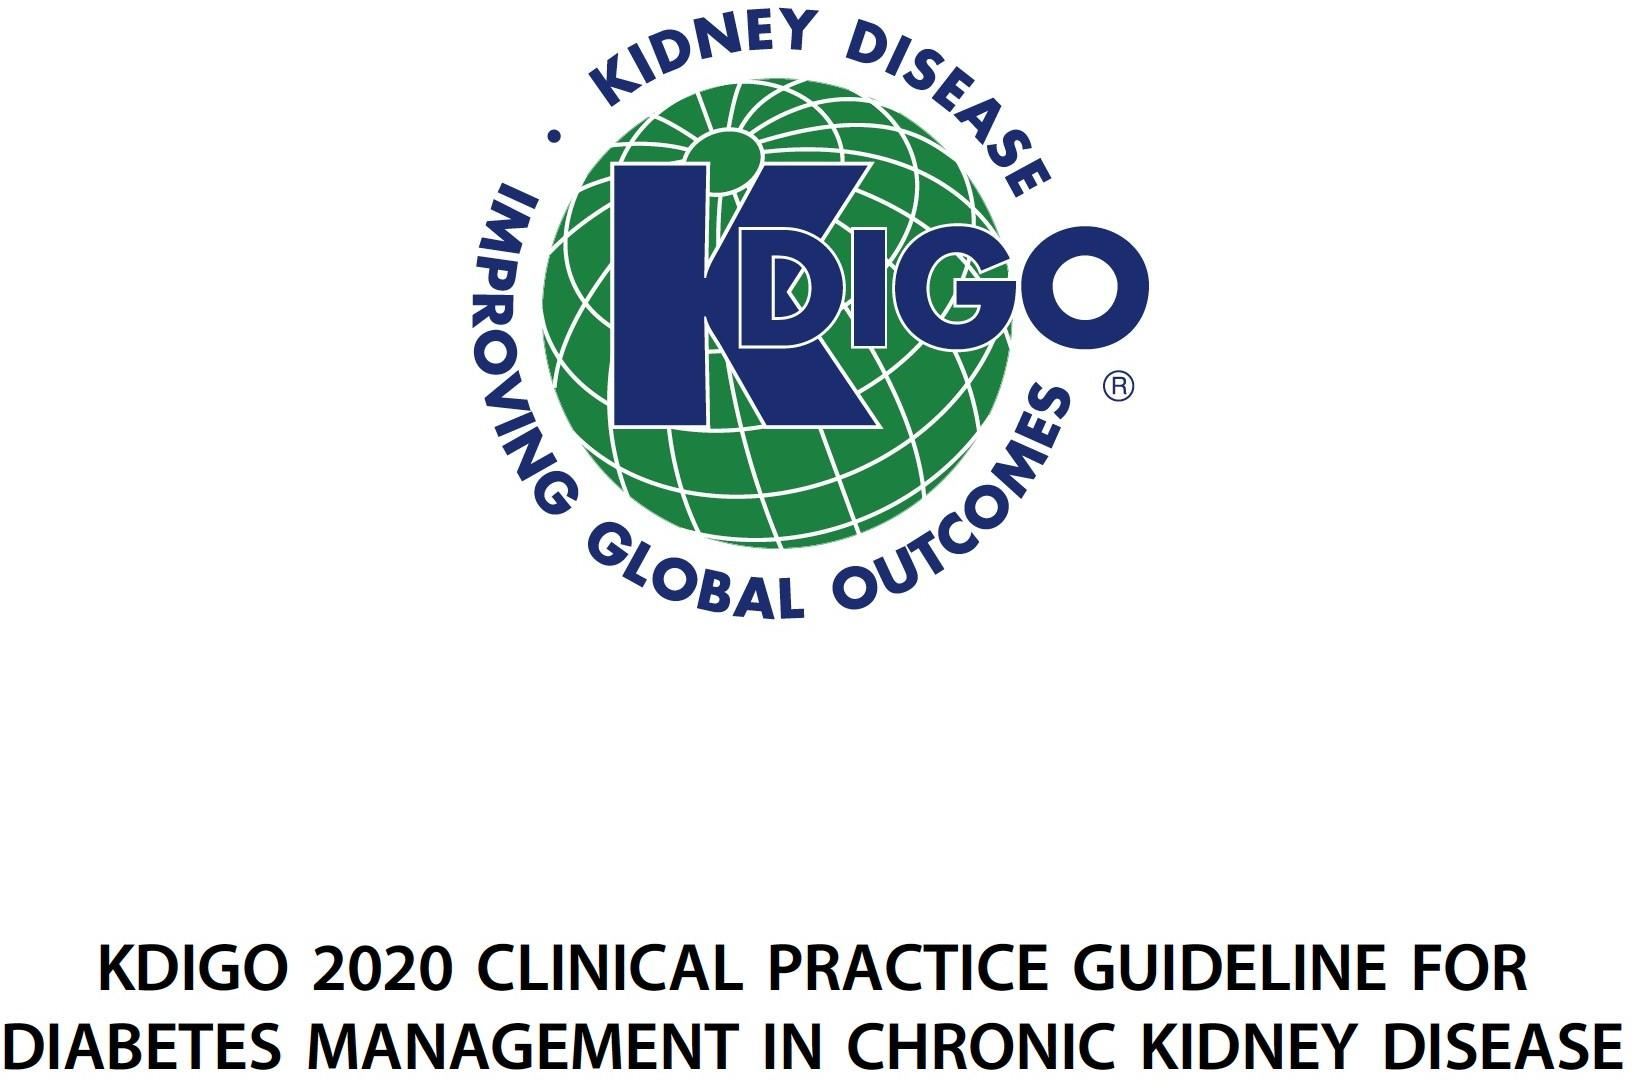 KIDNEY DISEASE
KDIGO
®
· IMPROVING GLOBAL OUTCOMES
KDIGO 2020 CLINICAL PRACTICE GUIDELINE FOR
DIABETES MANAGEMENT IN CHRONIC KIDNEY DISEASE